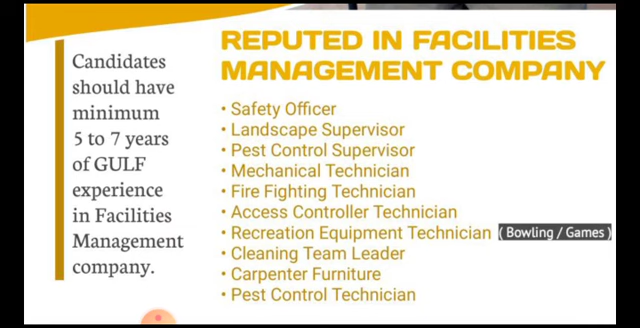 Candidates
should have
minimum
5 to 7 years
of GULF
experience
in Facilities
Management
company.
REPUTED IN FACILITIES
MANAGEMENT COMPANY
• Safety Officer
• Landscape Supervisor
• Pest Control Supervisor
• Mechanical Technician
• Fire Fighting Technician
• Access Controller Technician
• Recreation Equipment Technician ( Bowling / Games )
• Cleaning Team Leader
• Carpenter Furniture
• Pest Control Technician